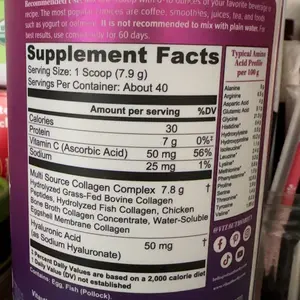 recipe. The most popular choices are coffee, smoothies, juices, tea, and foods
such as yogurt or oatmeal. It is not recommended to mix with plain water. For
best results, use consistently for 60 days.
Supplement Facts
Serving Size: 1 Scoop (7.9 g)
Servings Per Container: About 40
Amount per serving %DV
Calories 30
Protein 7 g 0%‡
Vitamin C (Ascorbic Acid) 50 mg 56%
Sodium 25 mg 1%
Multi Source Collagen Complex 7.8 g †
Hydrolyzed Grass-Fed Bovine Collagen
Peptides, Hydrolyzed Fish Collagen, Chicken
Bone Broth Collagen Concentrate, Water-Soluble
Eggshell Membrane Collagen
Hyaluronic Acid 50 mg †
(as Sodium Hyaluronate)
Percent Daily Values are based on a 2,000 calorie diet
Daily Value (DV) not established
Contains: Egg, Fish (Pollock)
Typical Amino
Acid Profile
per 100 g
Alanine
Arginine
Aspartic Acid
Glutamic Acid
Glycine
Histidine
Hydroxylysine
Hydroxyproline
Isoleucine
Leucine
Lysine
Methionine
Proline
Serine
Threonine
Tyrosine
Valine